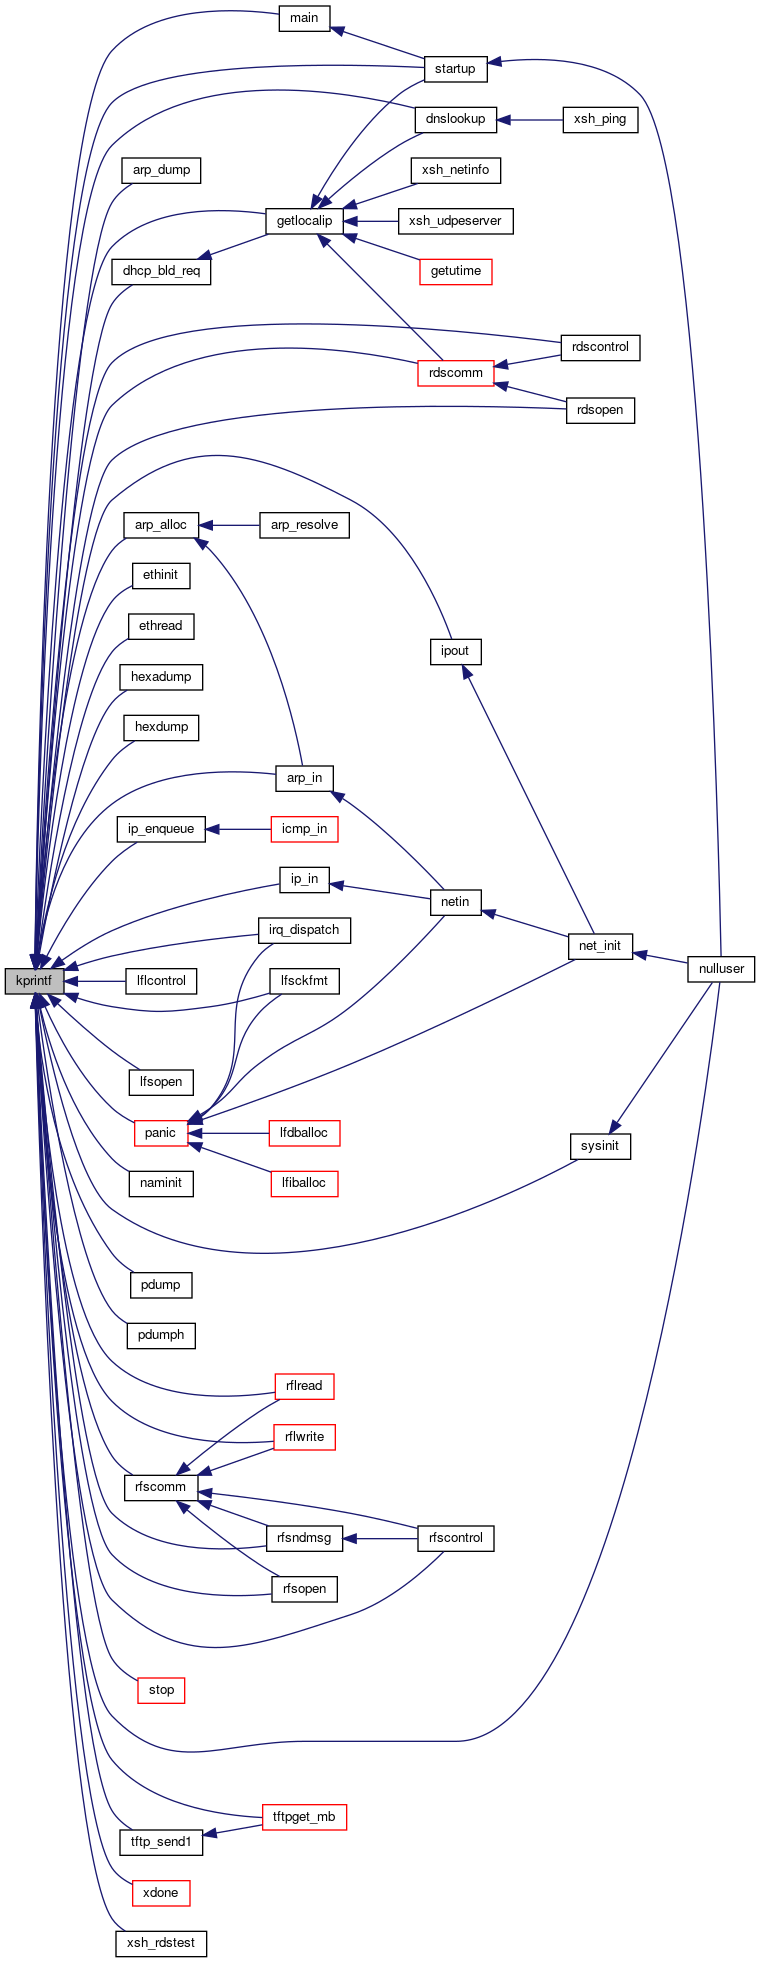 main
startup
dnslookup
xsh_ping
arp_dump
xsh_netinfo
getlocalip
xsh_udpeserver
dhcp_bld_req
getutime
rdscontrol
rdscomm
rdsopen
arp_alloc
arp_resolve
ethinit
ethread
ipout
hexadump
hexdump
arp_in
ip_enqueue
icmp_in
ip_in
netin
irq_dispatch
net_init
nulluser
kprintf
lflcontrol
lfsckfmt
lfsopen
panic
lfdballoc
sysinit
naminit
lfiballoc
pdump
pdumph
rflread
rflwrite
rfscomm
rfsndmsg
rfscontrol
rfsopen
stop
tftpget_mb
tftp_send1
xdone
xsh_rdstest